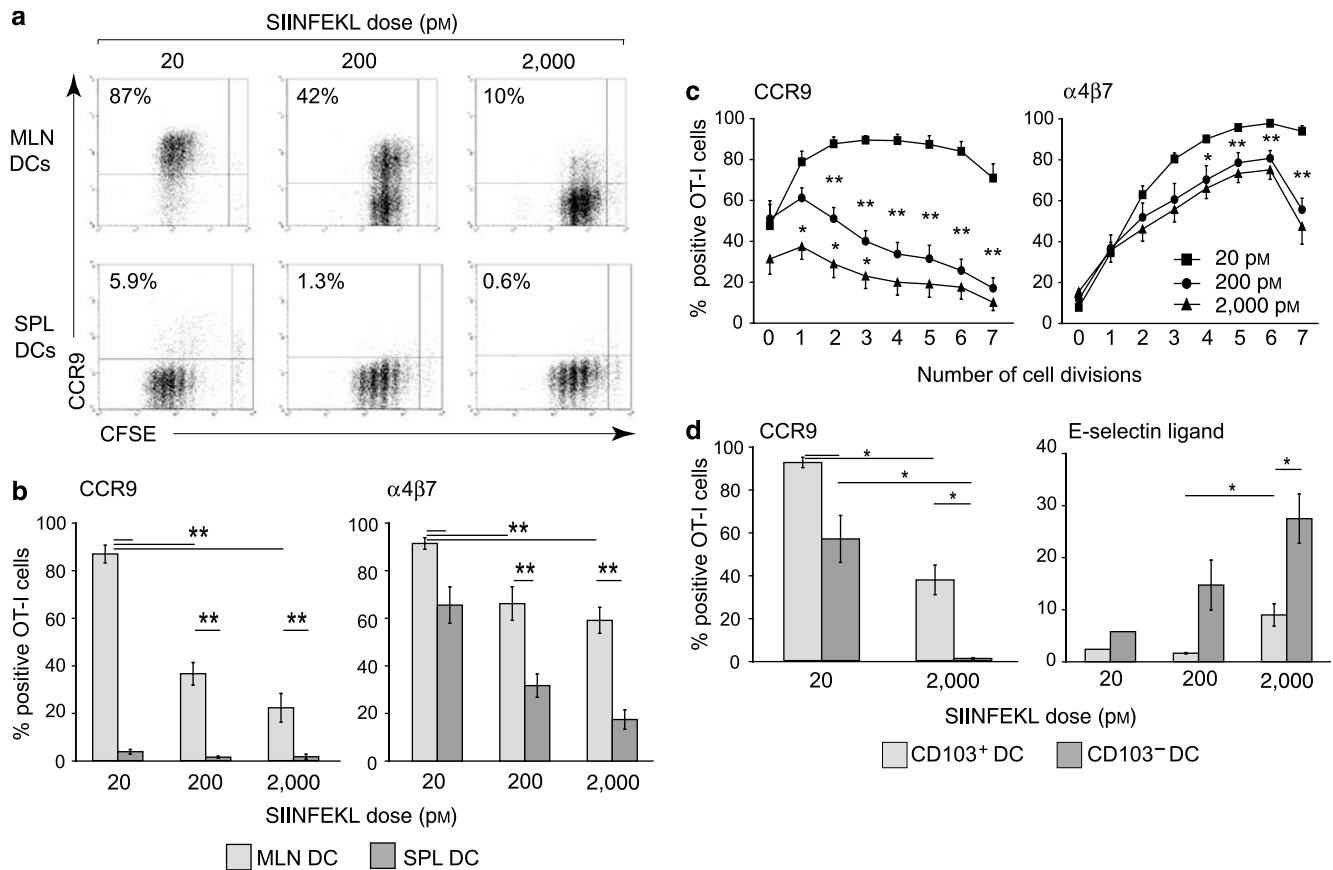 a
SIINFEKL dose (pM)
20 200 2,000
MLN DCs
87% 42% 10%
SPL DCs
5.9% 1.3% 0.6%
CCR9
CFSE
b
CCR9
α4β7
% positive OT-I cells
100
80
60
40
20
0
**
**
**
**
**
**
100
80
60
40
20
0
20 200 2,000
20 200 2,000
SIINFEKL dose (pM)
MLN DC
SPL DC
c
CCR9
α4β7
% positive OT-I cells
100
80
60
40
20
0
** ** ** ** ** **
* * *
100
80
60
40
20
0
* ** ** **
20 pM
200 pM
2,000 pM
0 1 2 3 4 5 6 7
0 1 2 3 4 5 6 7
Number of cell divisions
d
CCR9
E-selectin ligand
% positive OT-I cells
100
80
60
40
20
0
*
*
*
40
30
20
10
0
*
*
20 2,000
20 200 2,000
SIINFEKL dose (pM)
CD103+ DC
CD103− DC